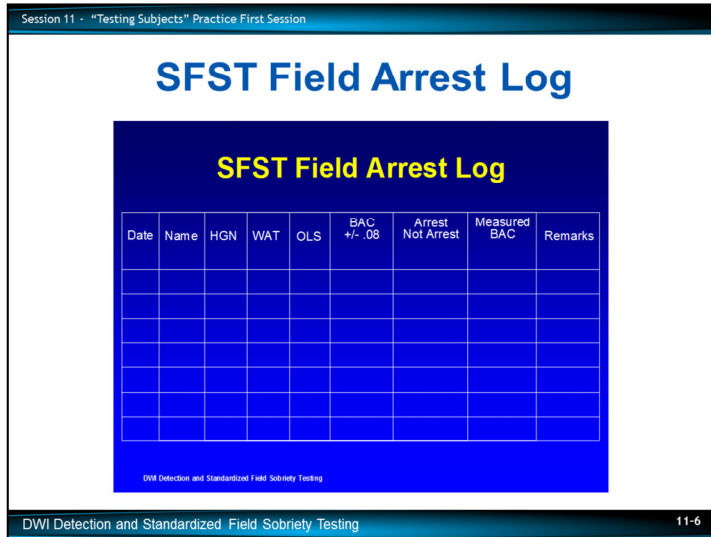 Session 11 - “Testing Subjects” Practice First Session
SFST Field Arrest Log
SFST Field Arrest Log
Date Name HGN WAT OLS BAC +/- .08 Arrest Not Arrest Measured BAC Remarks
DWI Detection and Standardized Field Sobriety Testing
DWI Detection and Standardized Field Sobriety Testing
11-6